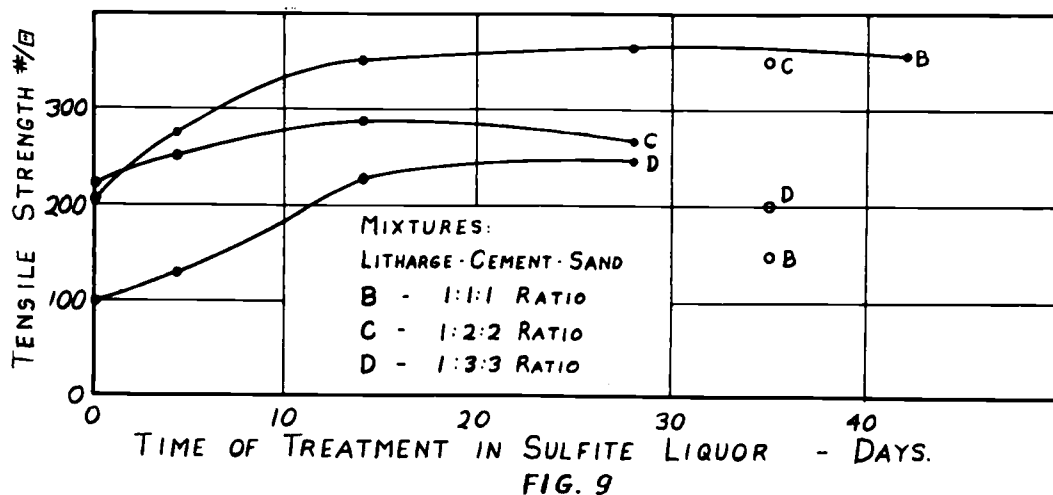 TENSILE STRENGTH #/⊡
300
200
100
0
B
C
C
D
D
B
MIXTURES:
LITHARGE·CEMENT·SAND
B - 1:1:1 RATIO
C - 1:2:2 RATIO
D - 1:3:3 RATIO
0 10 20 30 40
TIME OF TREATMENT IN SULFITE LIQUOR - DAYS.
FIG. 9